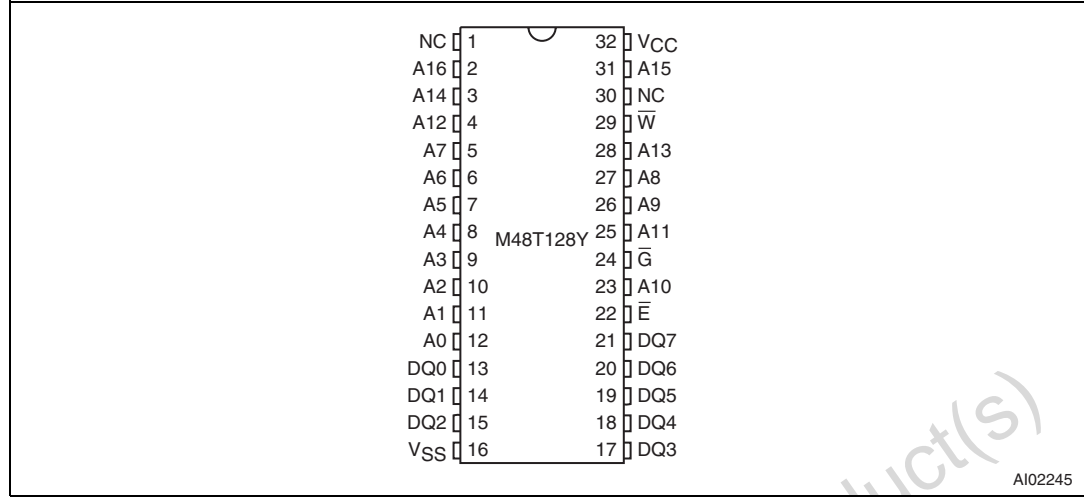 NC 1 32 VCC
A16 2 31 A15
A14 3 30 NC
A12 4 29 W̅
A7 5 28 A13
A6 6 27 A8
A5 7 26 A9
A4 8 M48T128Y 25 A11
A3 9 24 G̅
A2 10 23 A10
A1 11 22 E̅
A0 12 21 DQ7
DQ0 13 20 DQ6
DQ1 14 19 DQ5
DQ2 15 18 DQ4
VSS 16 17 DQ3
AI02245